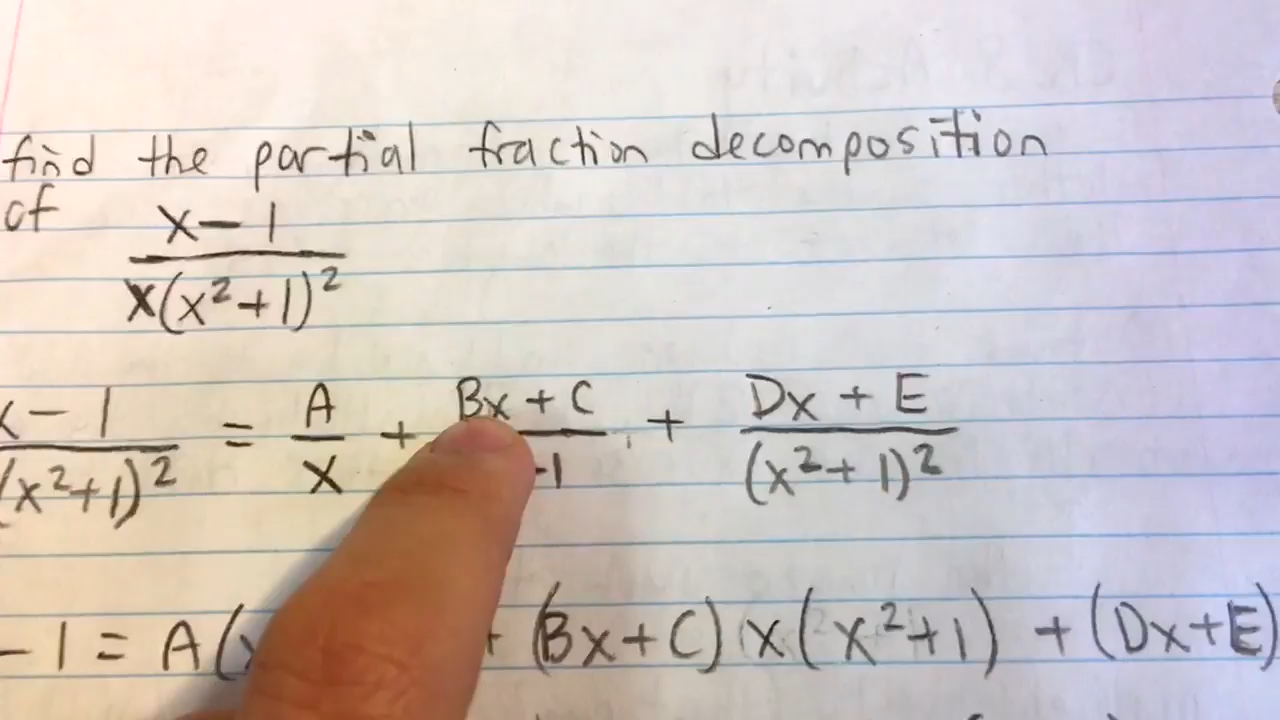 find the partial fraction decomposition
of x-1
x(x²+1)²
x-1 = A + Bx+C + Dx+E
(x²+1)² x -1 (x²+1)²
-1 = A( + (Bx+C) x (x²+1) + (Dx+E)